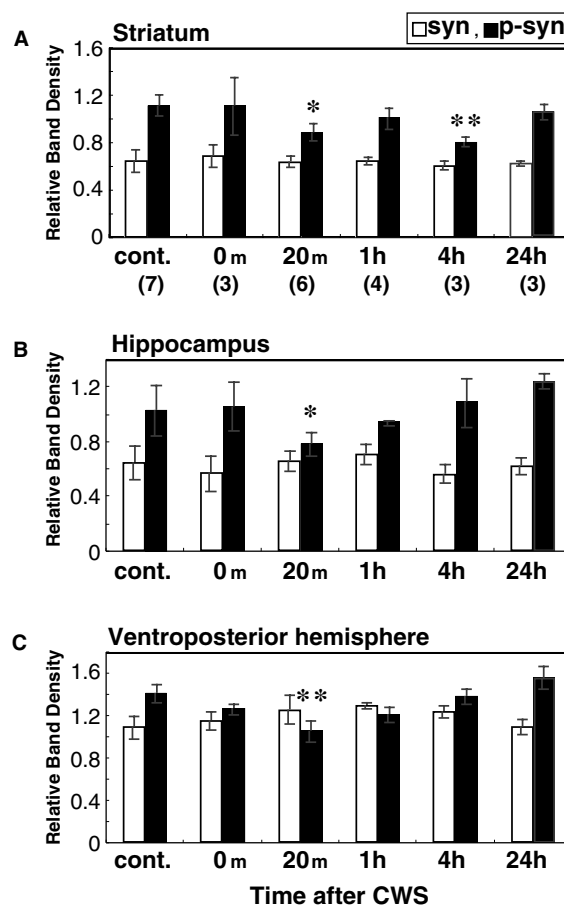 A Striatum
syn , p-syn
Relative Band Density
1.6
1.2
0.8
0.4
0
*
**
cont. 0 m 20 m 1h 4h 24h
(7) (3) (6) (4) (3) (3)
B Hippocampus
Relative Band Density
1.2
0.8
0.4
0
*
cont. 0 m 20 m 1h 4h 24h
C Ventroposterior hemisphere
Relative Band Density
1.6
1.2
0.8
0.4
0
**
cont. 0 m 20 m 1h 4h 24h
Time after CWS